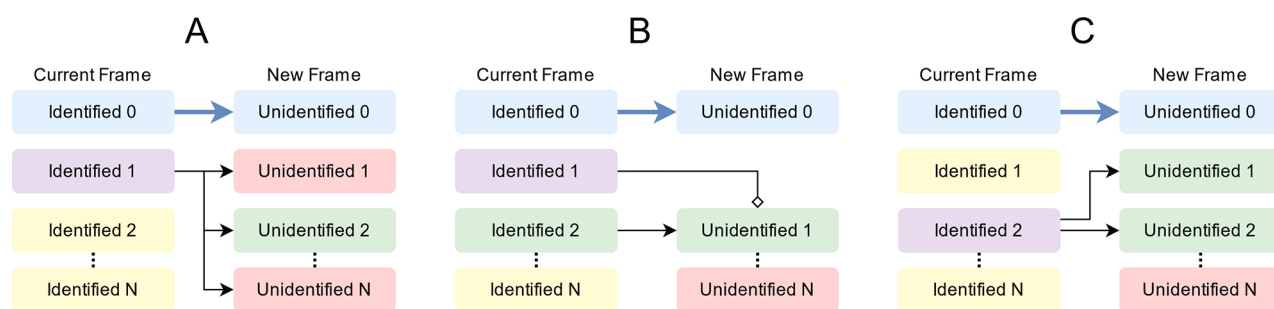 A
Current Frame New Frame
Identified 0 Unidentified 0
Identified 1 Unidentified 1
Identified 2 Unidentified 2
Identified N Unidentified N
B
Current Frame New Frame
Identified 0 Unidentified 0
Identified 1
Identified 2 Unidentified 1
Identified N Unidentified N
C
Current Frame New Frame
Identified 0 Unidentified 0
Identified 1 Unidentified 1
Identified 2 Unidentified 2
Identified N Unidentified N